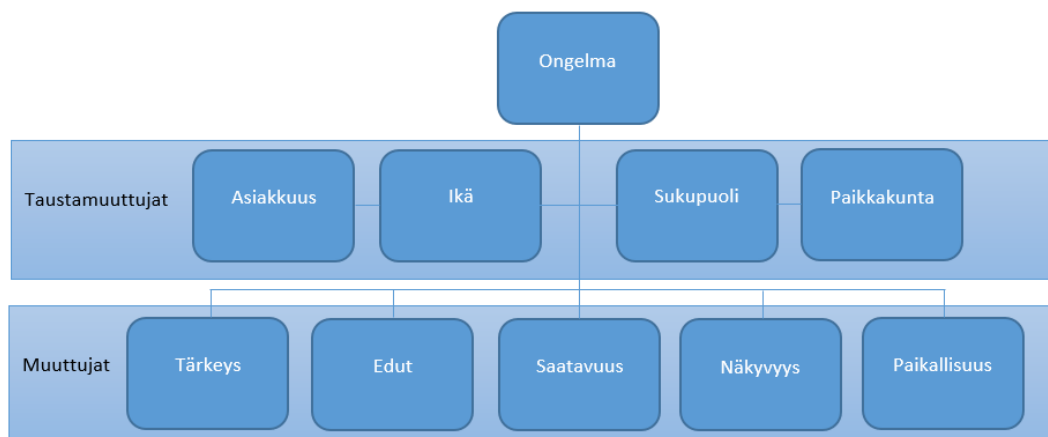 Ongelma
Taustamuuttujat
Asiakkuus
Ikä
Sukupuoli
Paikkakunta
Muuttujat
Tärkeys
Edut
Saatavuus
Näkyvyys
Paikallisuus